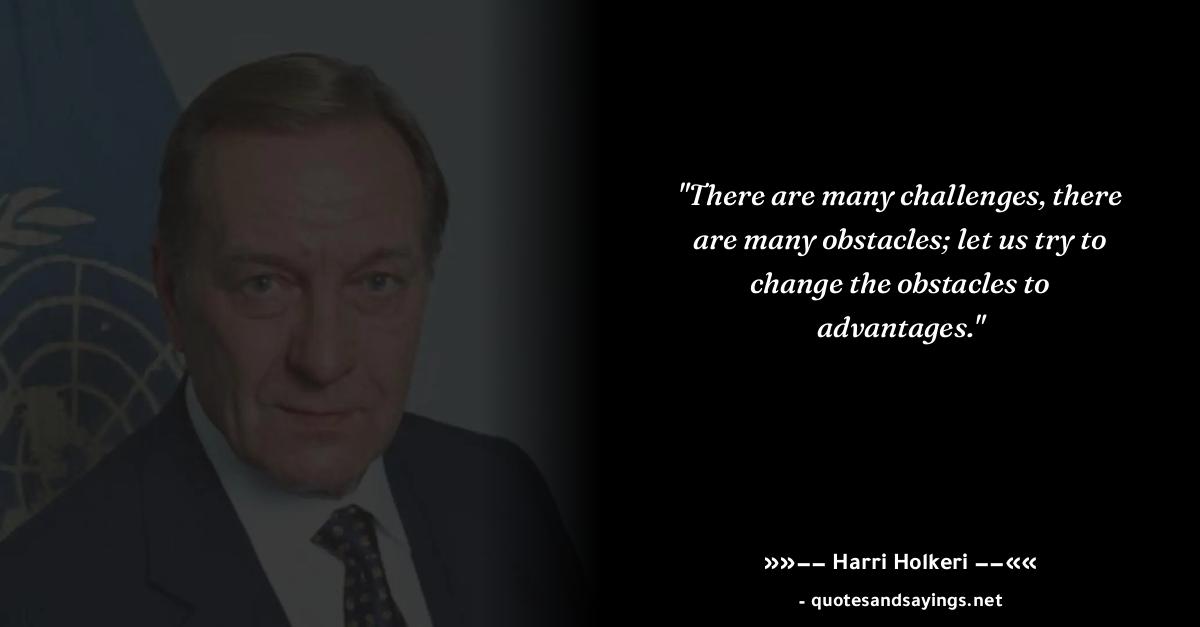 "There are many challenges, there
are many obstacles; let us try to
change the obstacles to
advantages."
»»−− Harri Holkeri −−««
- quotesandsayings.net